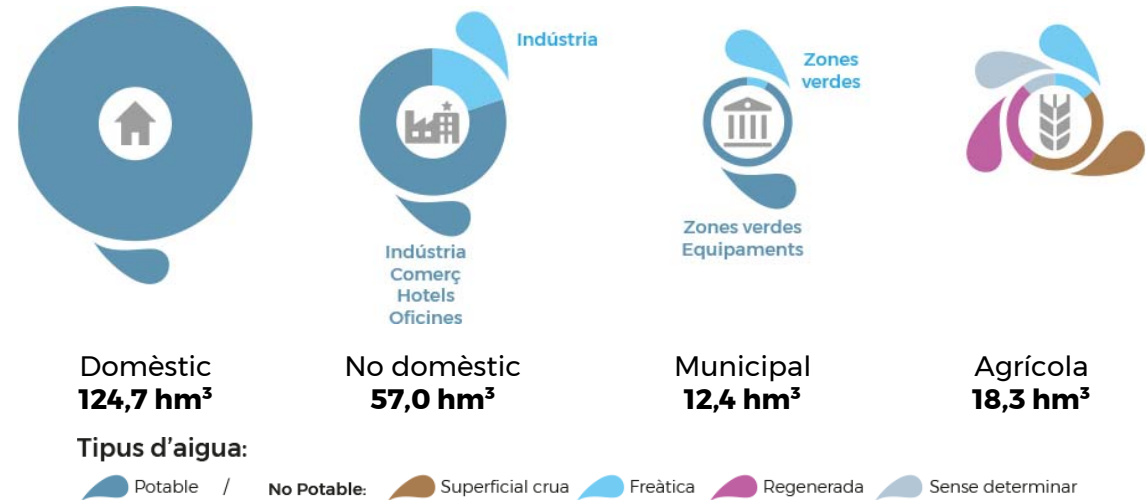 Indústria
Indústria
Comerç
Hotels
Oficines
Zones
verdes
Zones verdes
Equipaments
Domèstic
124,7 hm³
No domèstic
57,0 hm³
Municipal
12,4 hm³
Agrícola
18,3 hm³
Tipus d'aigua:
Potable / No Potable: Superficial crua Freàtica Regenerada Sense determinar